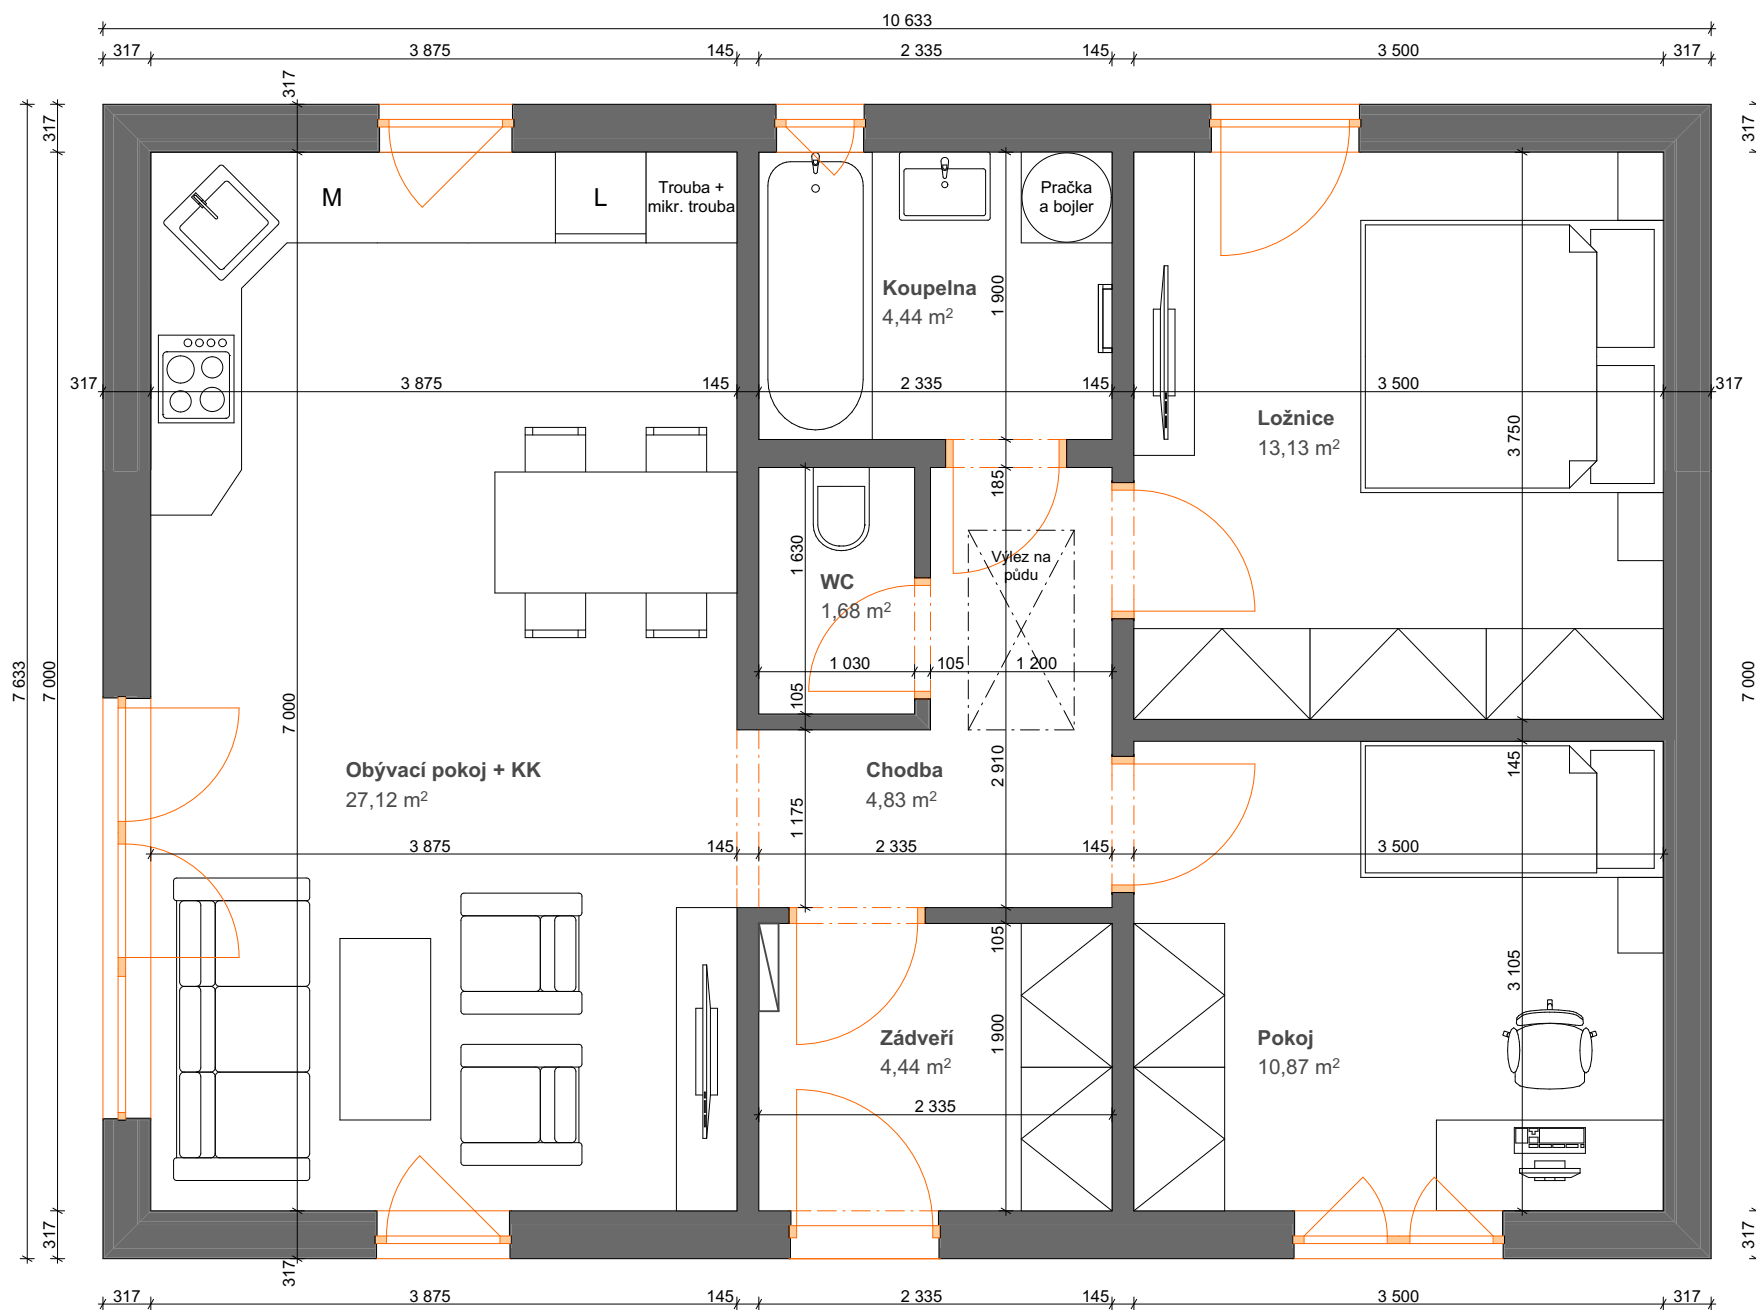 10 633
317
3 875
145
2 335
145
3 500
317
317
317
317
7 633
7 000
317
7 000
317
M
L
Trouba +
mikr. trouba
Pračka
a bojler
Koupelna
4,44 m²
1 900
317
3 875
145
2 335
145
3 500
317
Ložnice
13,13 m²
3 750
185
1 630
Výlez na
půdu
WC
1,68 m²
1 030
105
1 200
105
7 000
2 910
145
Obývací pokoj + KK
27,12 m²
Chodba
4,83 m²
1 175
3 875
145
2 335
145
3 500
105
3 105
1 900
Zádveří
4,44 m²
Pokoj
10,87 m²
2 335
317
317
317
3 875
145
2 335
145
3 500
317